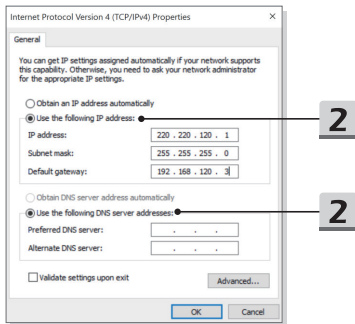 Internet Protocol Version 4 (TCP/IPv4) Properties
General
You can get IP settings assigned automatically if your network supports
this capability. Otherwise, you need to ask your network administrator
for the appropriate IP settings.
Obtain an IP address automatically
Use the following IP address:
2
IP address: 220 . 220 . 120 . 1
Subnet mask: 255 . 255 . 255 . 0
Default gateway: 192 . 168 . 120 . 3
Obtain DNS server address automatically
Use the following DNS server addresses:
2
Preferred DNS server: . . .
Alternate DNS server: . . .
Validate settings upon exit
Advanced...
OK Cancel